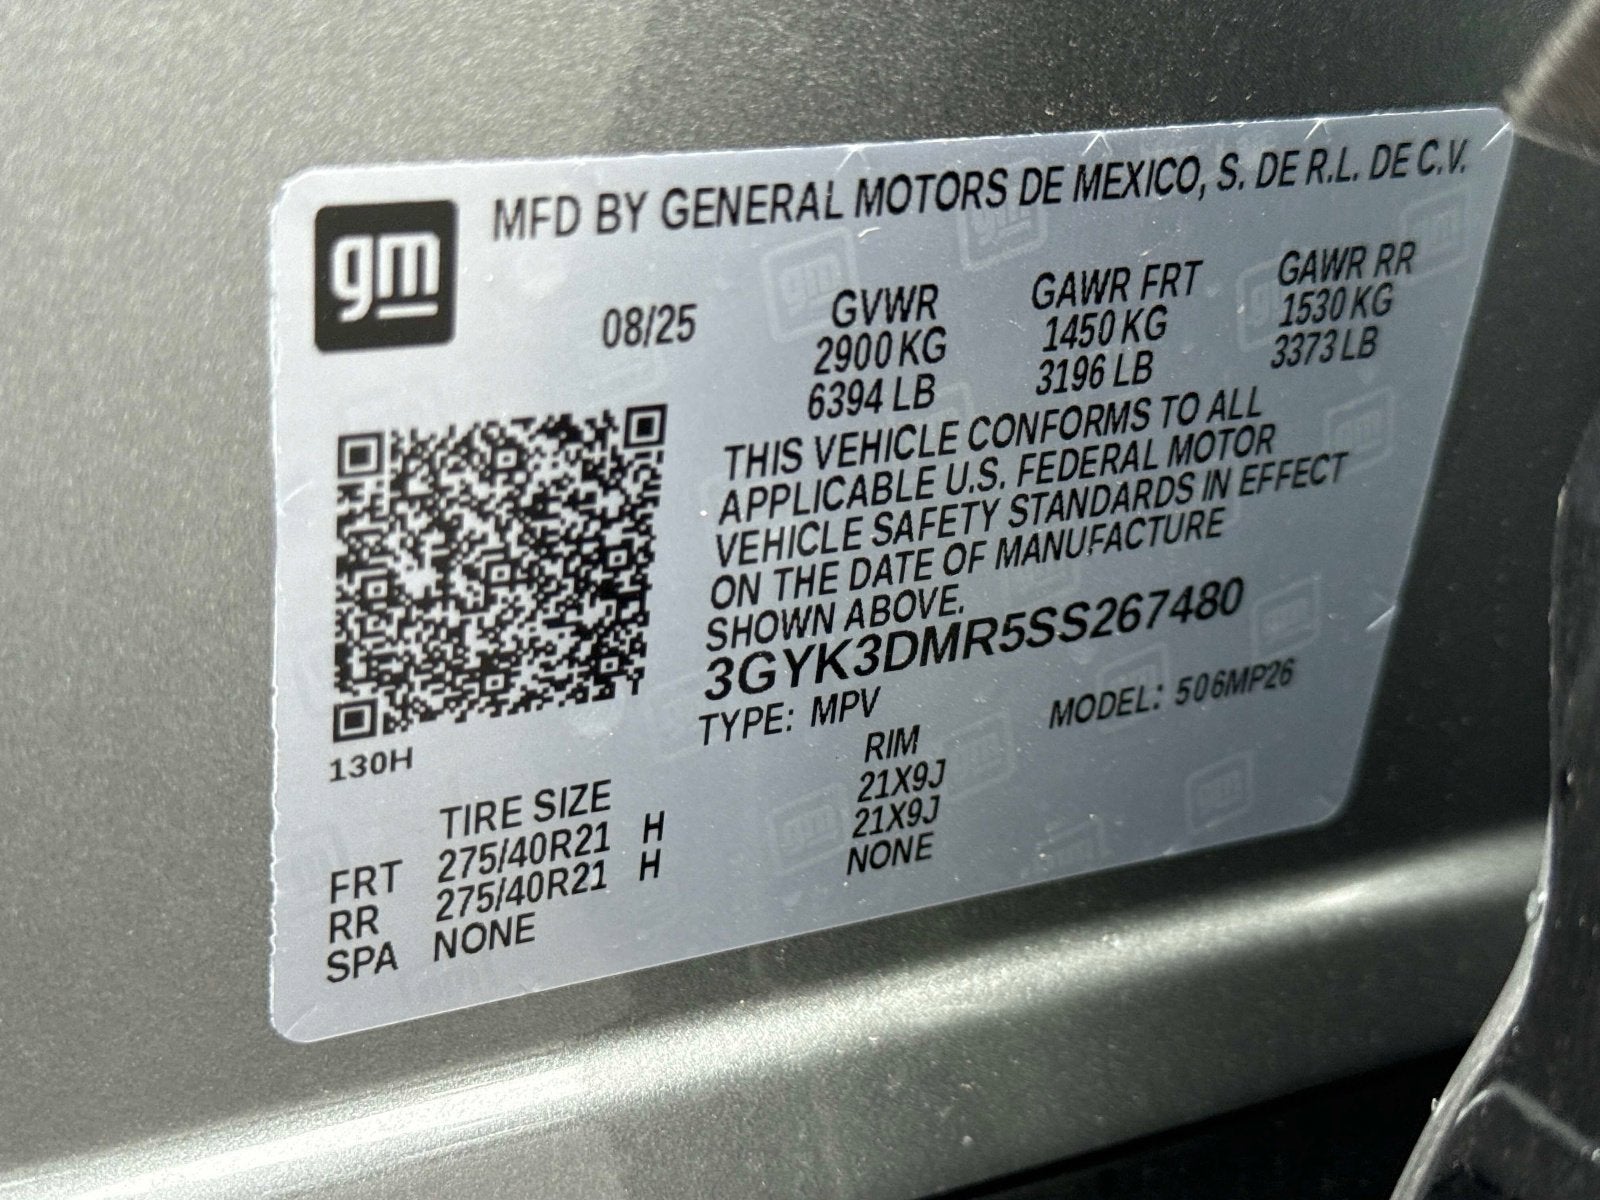 gm
MFD BY GENERAL MOTORS DE MEXICO, S. DE R.L. DE C.V.
08/25
GVWR GAWR FRT GAWR RR
2900 KG 1450 KG 1530 KG
6394 LB 3196 LB 3373 LB
THIS VEHICLE CONFORMS TO ALL
APPLICABLE U.S. FEDERAL MOTOR
VEHICLE SAFETY STANDARDS IN EFFECT
ON THE DATE OF MANUFACTURE
SHOWN ABOVE.
3GYK3DMR5SS267480
TYPE: MPV MODEL: 506MP26
130H
TIRE SIZE RIM
FRT 275/40R21 H 21X9J
RR 275/40R21 H 21X9J
SPA NONE NONE